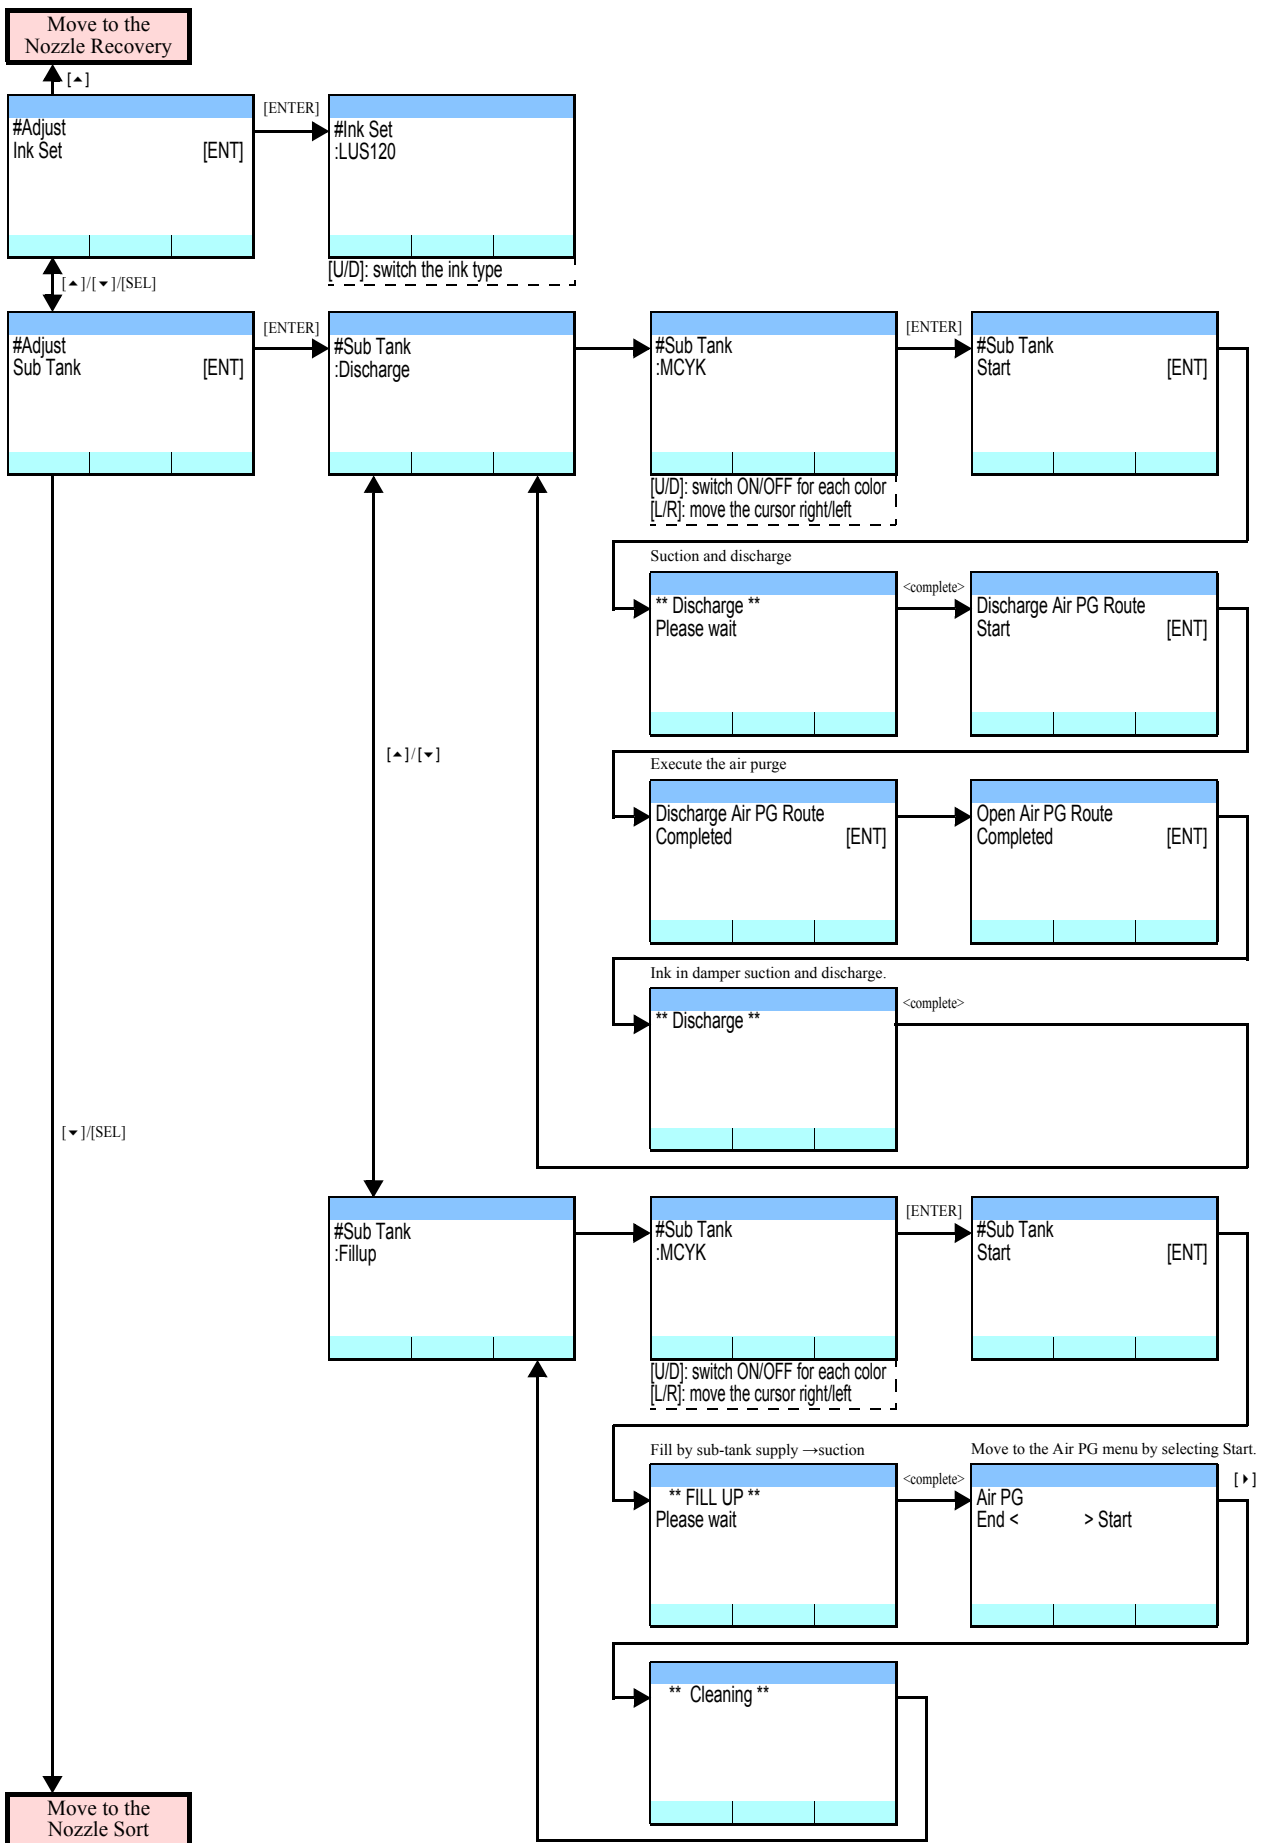 Move to the
Nozzle Recovery
[▲]
#Adjust
Ink Set [ENT]
[ENTER]
#Ink Set
:LUS120
[U/D]: switch the ink type
[▲]/[▼]/[SEL]
#Adjust
Sub Tank [ENT]
[ENTER]
#Sub Tank
:Discharge
#Sub Tank
:MCYK
[ENTER]
#Sub Tank
Start [ENT]
[U/D]: switch ON/OFF for each color
[L/R]: move the cursor right/left
Suction and discharge
** Discharge **
Please wait
<complete>
Discharge Air PG Route
Start [ENT]
[▲]/[▼]
Execute the air purge
Discharge Air PG Route
Completed [ENT]
Open Air PG Route
Completed [ENT]
Ink in damper suction and discharge.
** Discharge **
<complete>
[▼]/[SEL]
#Sub Tank
:Fillup
#Sub Tank
:MCYK
[ENTER]
#Sub Tank
Start [ENT]
[U/D]: switch ON/OFF for each color
[L/R]: move the cursor right/left
Fill by sub-tank supply →suction
** FILL UP **
Please wait
<complete>
Move to the Air PG menu by selecting Start.
Air PG
End < > Start
[▶]
** Cleaning **
Move to the
Nozzle Sort